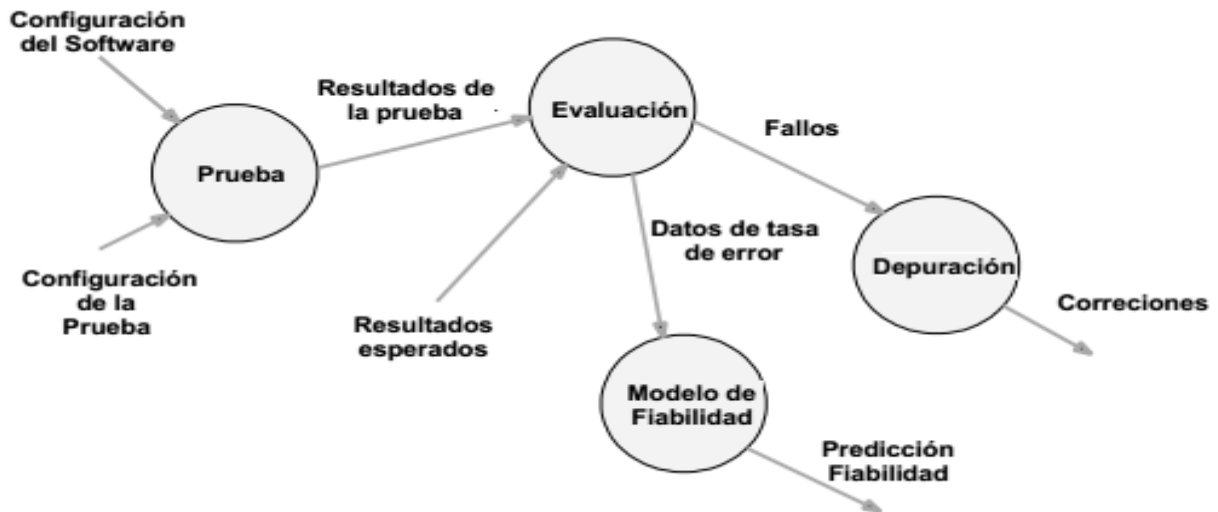 Configuración
del Software
Resultados de
la prueba
Evaluación
Fallos
Prueba
Datos de tasa
de error
Depuración
Configuración
de la
Prueba
Resultados
esperados
Correciones
Modelo de
Fiabilidad
Predicción
Fiabilidad